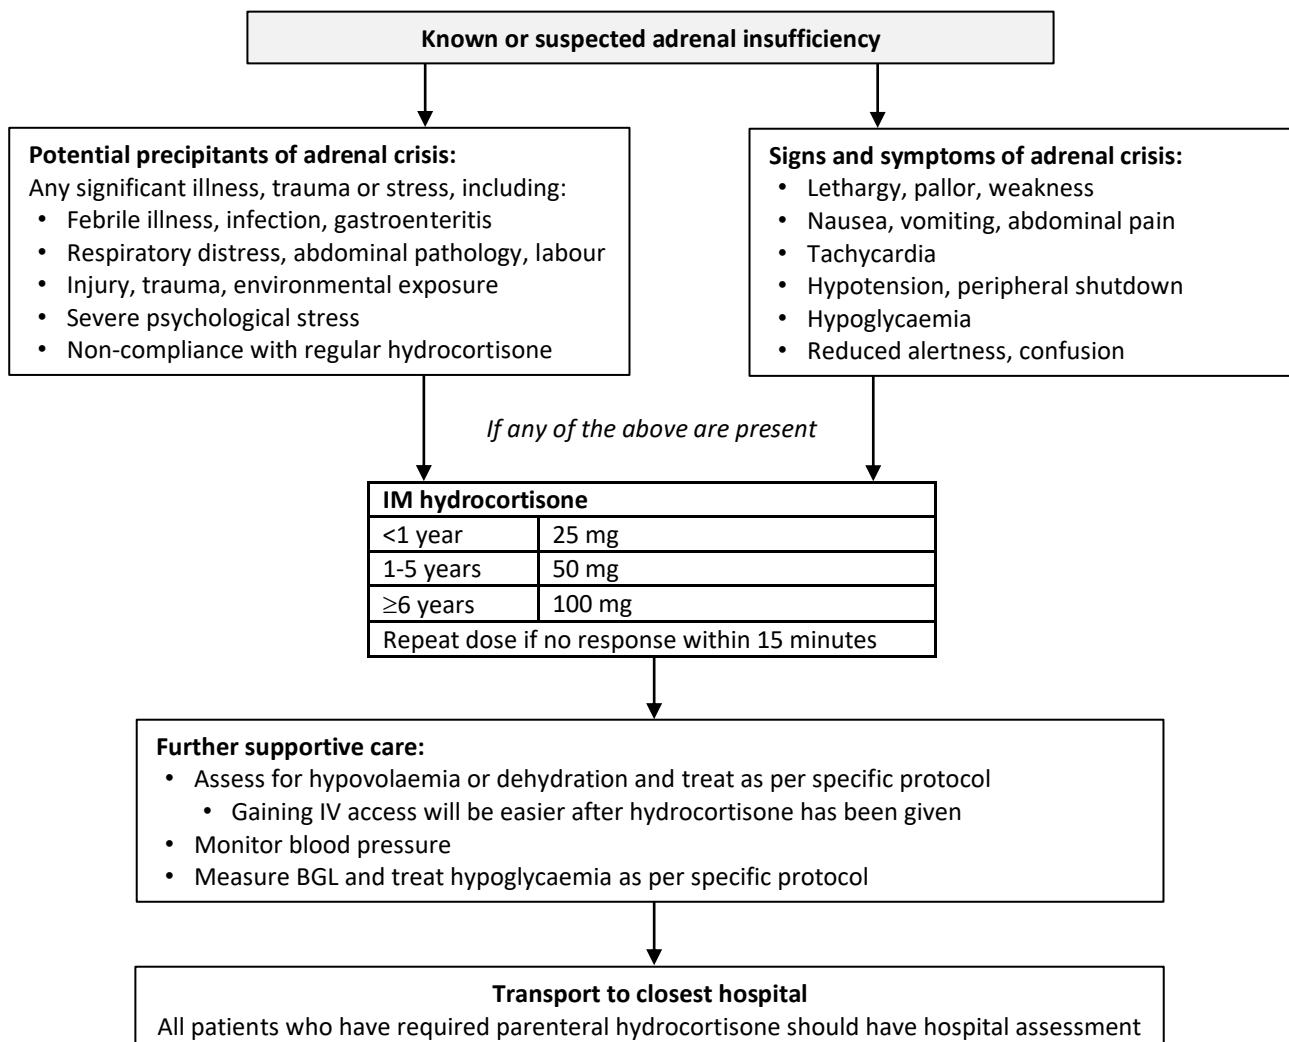 Known or suspected adrenal insufficiency
Potential precipitants of adrenal crisis:
Any significant illness, trauma or stress, including:
• Febrile illness, infection, gastroenteritis
• Respiratory distress, abdominal pathology, labour
• Injury, trauma, environmental exposure
• Severe psychological stress
• Non-compliance with regular hydrocortisone
Signs and symptoms of adrenal crisis:
• Lethargy, pallor, weakness
• Nausea, vomiting, abdominal pain
• Tachycardia
• Hypotension, peripheral shutdown
• Hypoglycaemia
• Reduced alertness, confusion
If any of the above are present
IM hydrocortisone
<1 year 25 mg
1-5 years 50 mg
≥6 years 100 mg
Repeat dose if no response within 15 minutes
Further supportive care:
• Assess for hypovolaemia or dehydration and treat as per specific protocol
• Gaining IV access will be easier after hydrocortisone has been given
• Monitor blood pressure
• Measure BGL and treat hypoglycaemia as per specific protocol
Transport to closest hospital
All patients who have required parenteral hydrocortisone should have hospital assessment